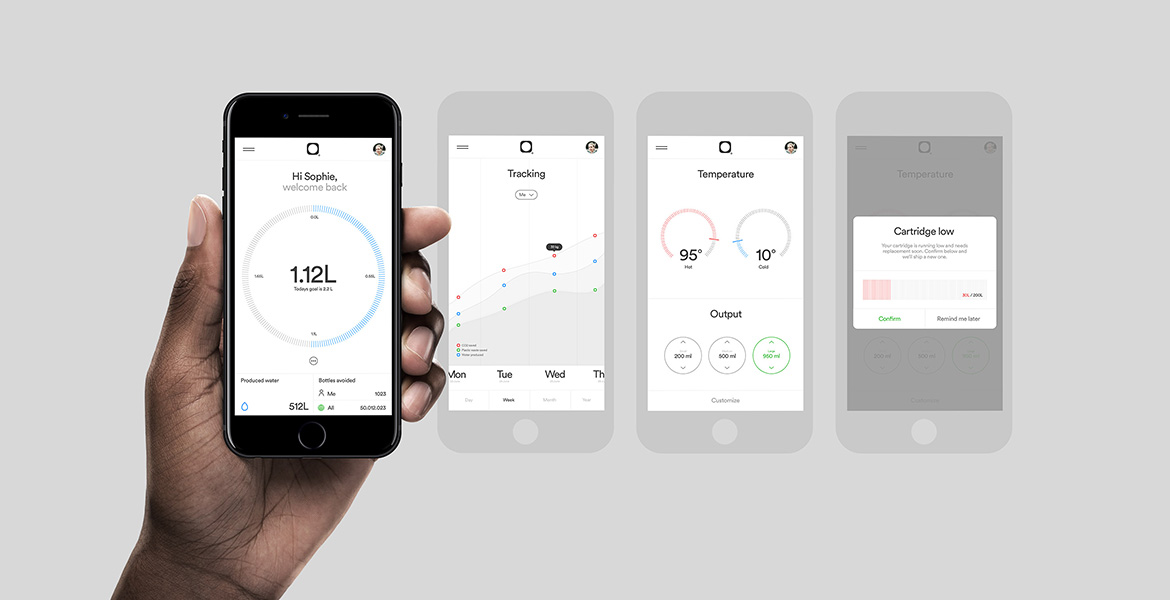 Hi Sophie,
welcome back
0.0L
1.65L
0.55L
1.12L
Todays goal is 2.2 L
1.1L
Produced water
512L
Bottles avoided
Me
1023
All
50.012.023
Tracking
Me
CO2 saved
Plastic waste saved
Water produced
Mon
Tue
Wed
Th
Day
Week
Month
Year
Temperature
95°
Hot
10°
Cold
Output
200 ml
500 ml
950 ml
Customize
Temperature
Cartridge low
Your cartridge is running low and needs
replacement soon. Confirm below and
we'll ship a new one.
30L / 200L
Confirm
Remind me later
200 ml
500 ml
Customize